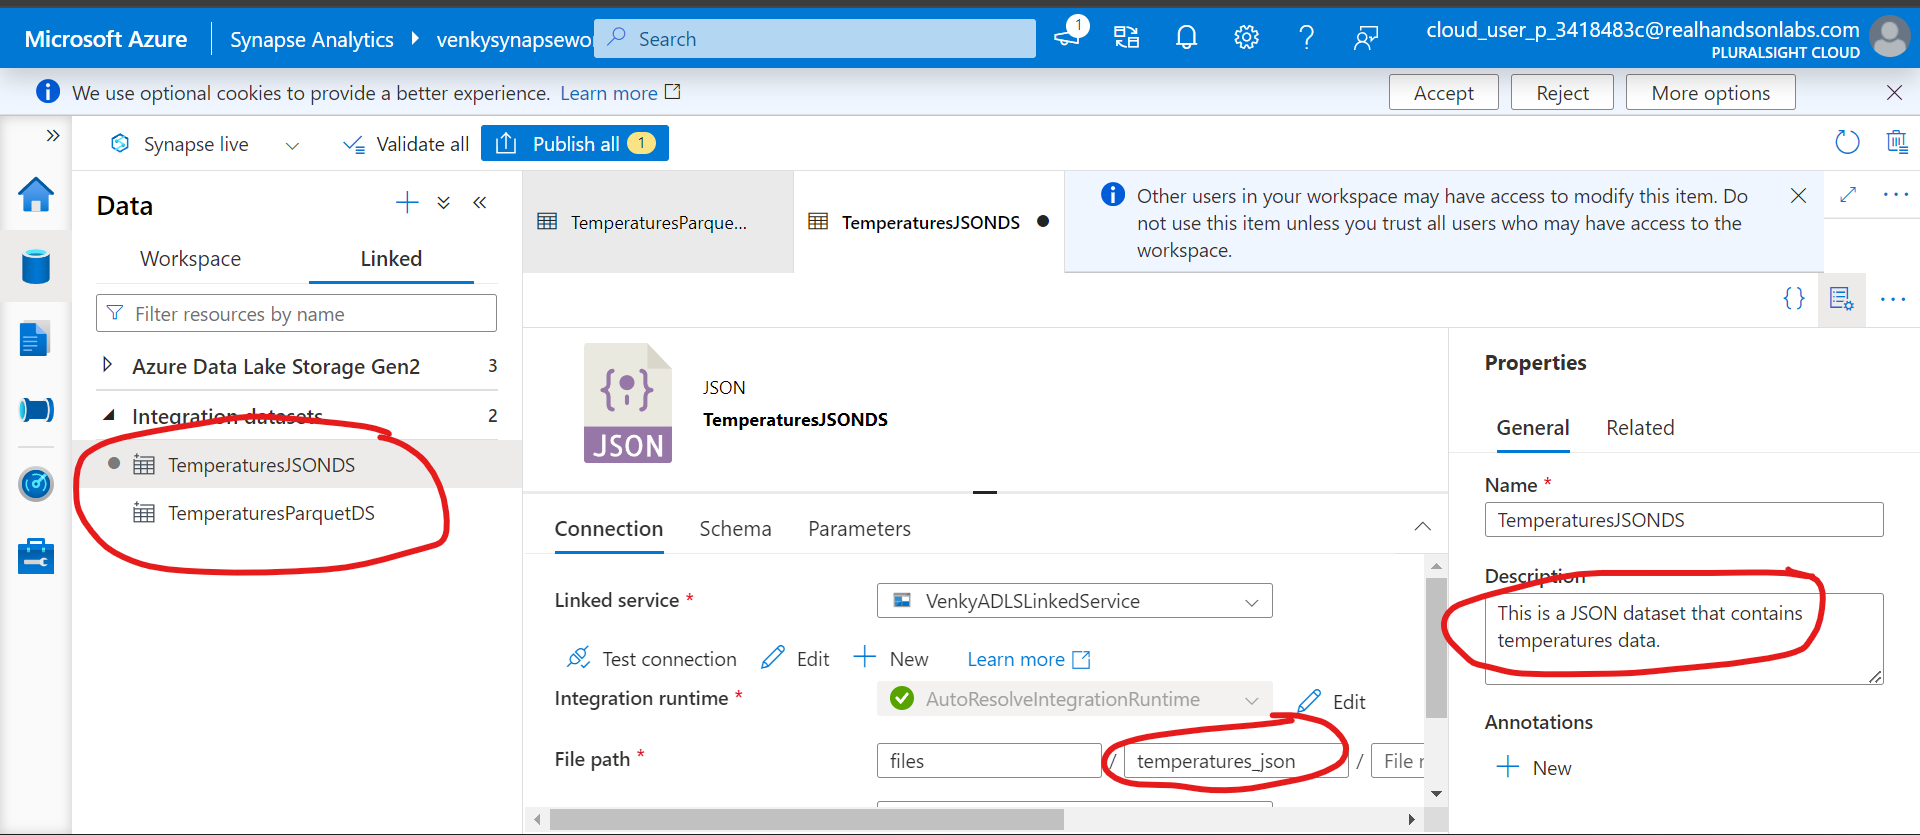 Microsoft Azure
Synapse Analytics
venkysynapsewor
Search
1
cloud_user_p_3418483c@realhandsonlabs.com
PLURALSIGHT CLOUD
We use optional cookies to provide a better experience. Learn more
Accept
Reject
More options
Synapse live
Validate all
Publish all 1
Data
Workspace
Linked
Filter resources by name
Azure Data Lake Storage Gen2 3
Integration datasets 2
TemperaturesJSONDS
TemperaturesParquetDS
TemperaturesParque...
TemperaturesJSONDS
Other users in your workspace may have access to modify this item. Do
not use this item unless you trust all users who may have access to the
workspace.
JSON
JSON
TemperaturesJSONDS
Connection
Schema
Parameters
Linked service *
VenkyADLSLinkedService
Test connection
Edit
New
Learn more
Integration runtime *
AutoResolveIntegrationRuntime
Edit
File path *
files / temperatures_json / File r
Properties
General
Related
Name *
TemperaturesJSONDS
Description
This is a JSON dataset that contains
temperatures data.
Annotations
New